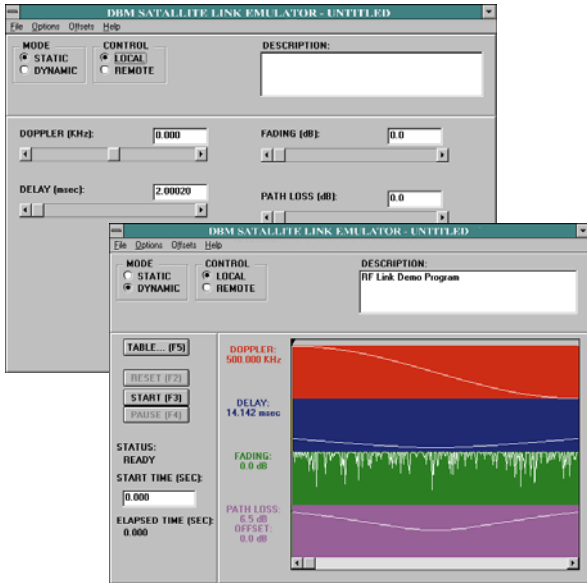 DBM SATALLITE LINK EMULATOR - UNTITLED
File Options Offsets Help
MODE
STATIC
DYNAMIC
CONTROL
LOCAL
REMOTE
DESCRIPTION:
DOPPLER (KHz):
0.000
FADING (dB):
0.0
DELAY (msec):
2.00020
PATH LOSS (dB):
0.0
DBM SATALLITE LINK EMULATOR - UNTITLED
File Options Offsets Help
MODE
STATIC
DYNAMIC
CONTROL
LOCAL
REMOTE
DESCRIPTION:
RF Link Demo Program
TABLE... (F5)
RESET (F2)
START (F3)
PAUSE (F4)
STATUS:
READY
START TIME (SEC):
0.000
ELAPSED TIME (SEC):
0.000
DOPPLER:
500.000 KHz
DELAY:
14.142 msec
FADING:
0.0 dB
PATH LOSS:
6.5 dB
OFFSET:
0.0 dB